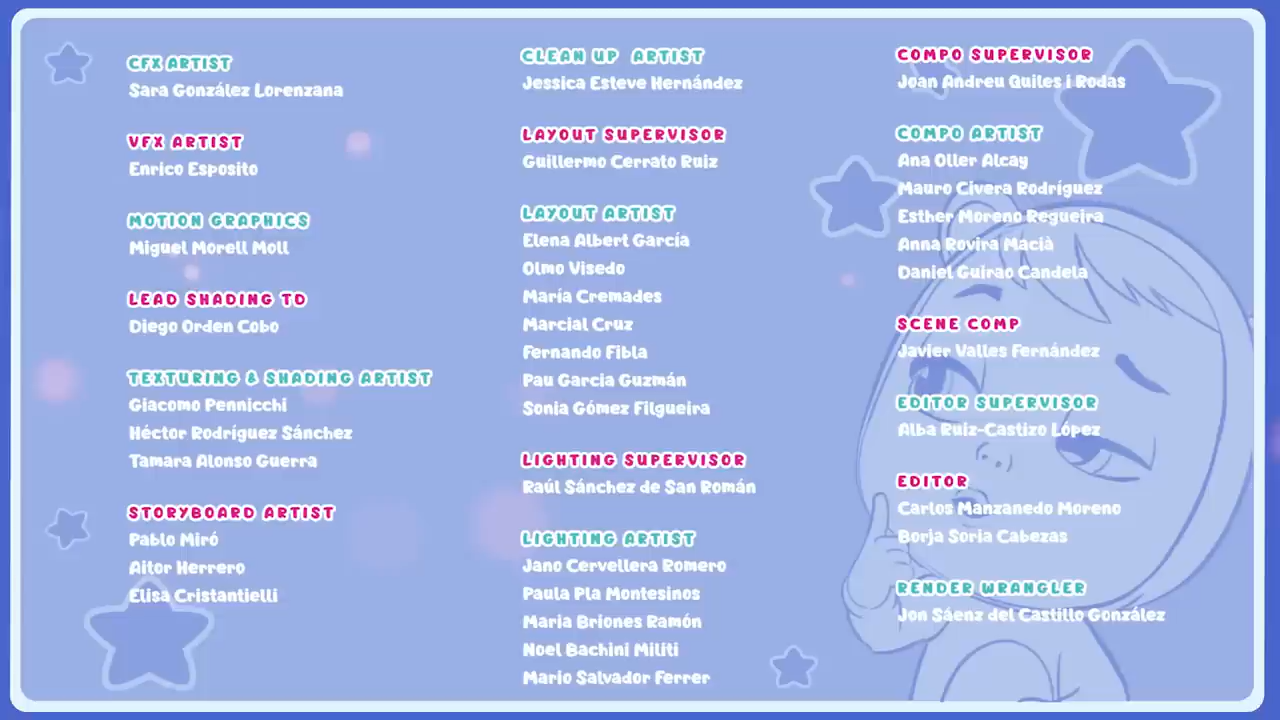 CFX ARTIST
Sara González Lorenzana
VFX ARTIST
Enrico Esposito
MOTION GRAPHICS
Miguel Morell Moll
LEAD SHADING TD
Diego Orden Cobo
TEXTURING & SHADING ARTIST
Giacomo Pennicchi
Héctor Rodríguez Sánchez
Tamara Alonso Guerra
STORYBOARD ARTIST
Pablo Miró
Aitor Herrero
Elisa Cristantielli
CLEAN UP ARTIST
Jessica Esteve Hernández
LAYOUT SUPERVISOR
Guillermo Cerrato Ruiz
LAYOUT ARTIST
Elena Albert García
Olmo Visedo
María Cremades
Marcial Cruz
Fernando Fibla
Pau Garcia Guzmán
Sonia Gómez Filgueira
LIGHTING SUPERVISOR
Raúl Sánchez de San Román
LIGHTING ARTIST
Jano Cervellera Romero
Paula Pla Montesinos
Maria Briones Ramón
Noel Bachini Militi
Mario Salvador Ferrer
COMPO SUPERVISOR
Joan Andreu Quiles i Rodas
COMPO ARTIST
Ana Oller Alcay
Mauro Civera Rodríguez
Esther Moreno Regueira
Anna Rovira Macià
Daniel Guirao Candela
SCENE COMP
Javier Valles Fernández
EDITOR SUPERVISOR
Alba Ruiz-Castizo López
EDITOR
Carlos Manzanedo Moreno
Borja Soria Cabezas
RENDER WRANGLER
Jon Sáenz del Castillo González